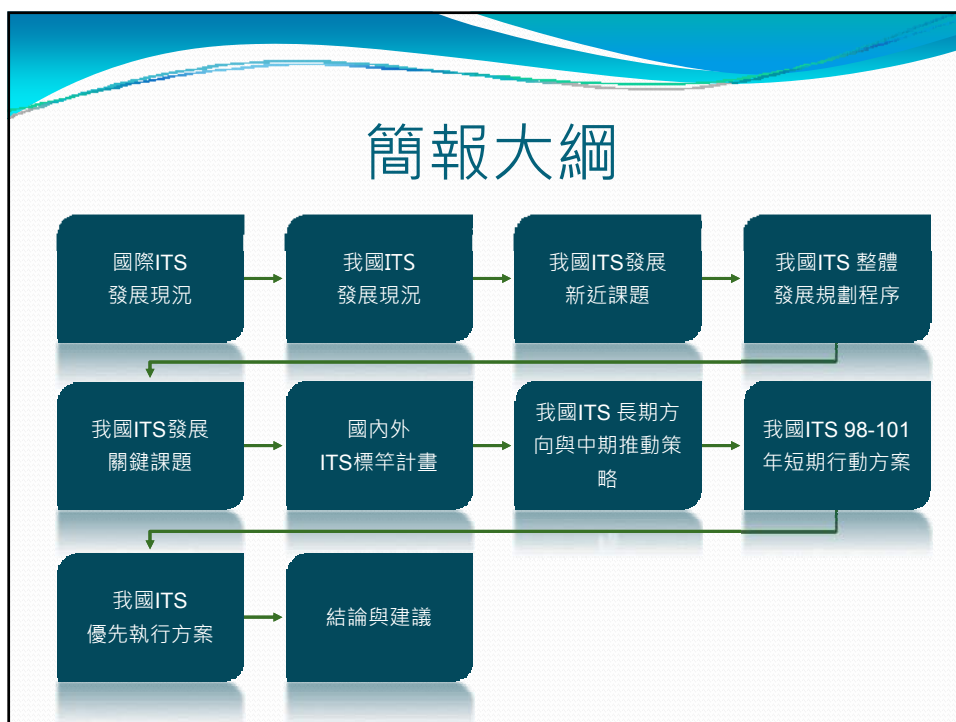 簡報大綱
國際ITS
發展現況
我國ITS
發展現況
我國ITS發展
新近課題
我國ITS 整體
發展規劃程序
我國ITS發展
關鍵課題
國內外
ITS標竿計畫
我國ITS 長期方
向與中期推動策
略
我國ITS 98-101
年短期行動方案
我國ITS
優先執行方案
結論與建議